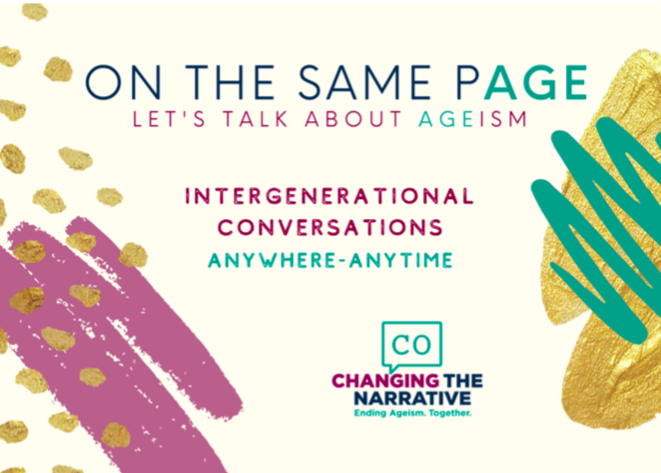 ON THE SAME PAGE
LET'S TALK ABOUT AGEISM
INTERGENERATIONAL
CONVERSATIONS
ANYWHERE-ANYTIME
CO
CHANGING THE
NARRATIVE
Ending Ageism. Together.